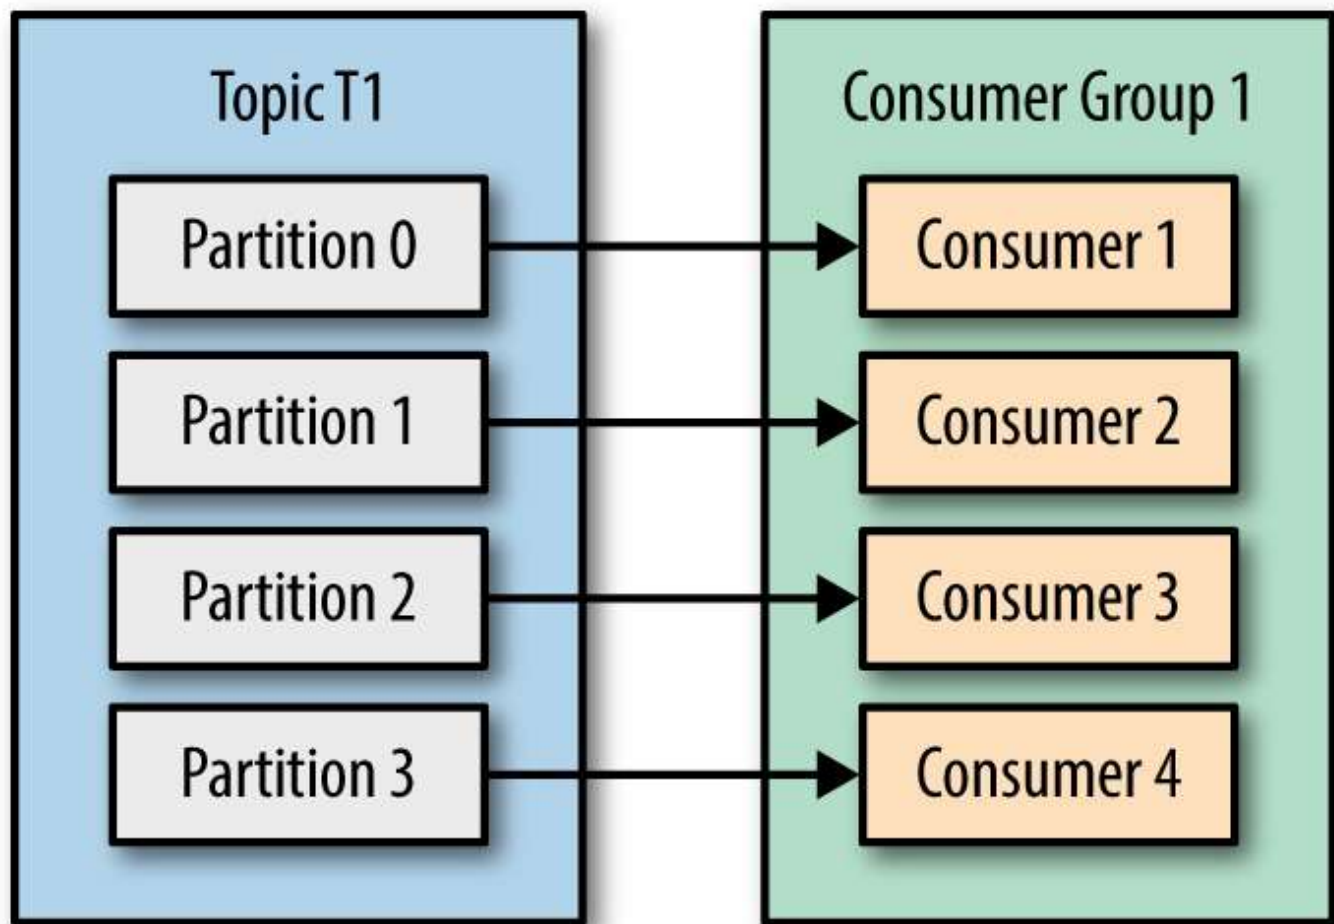 Topic T1
Partition 0
Partition 1
Partition 2
Partition 3
Consumer Group 1
Consumer 1
Consumer 2
Consumer 3
Consumer 4